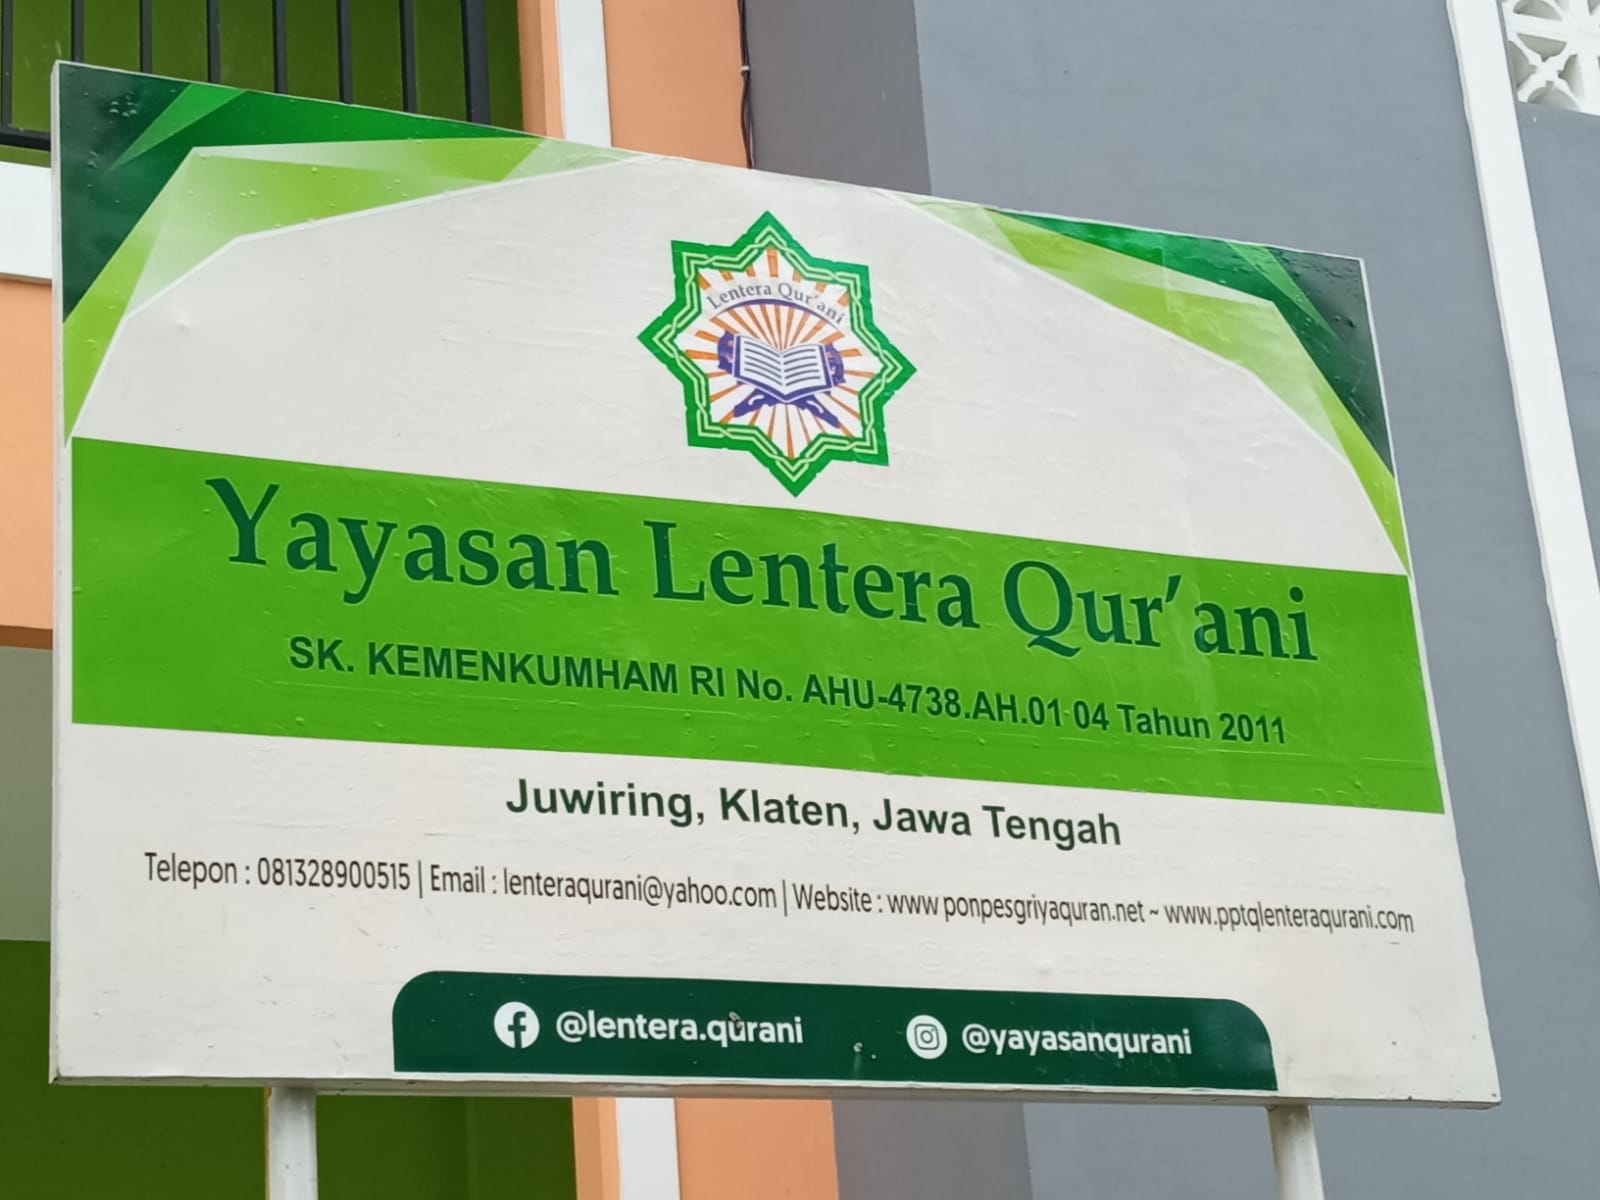 Lentera Qur'ani
Yayasan Lentera Qur'ani
SK. KEMENKUMHAM RI No. AHU-4738.AH.01 04 Tahun 2011
Juwiring, Klaten, Jawa Tengah
Telepon : 081328900515 | Email : lenteraqurani@yahoo.com | Website : www ponpesgriyaquran.net ~ www.pptqlenteraqurani.com
@lentera.qurani @yayasanqurani